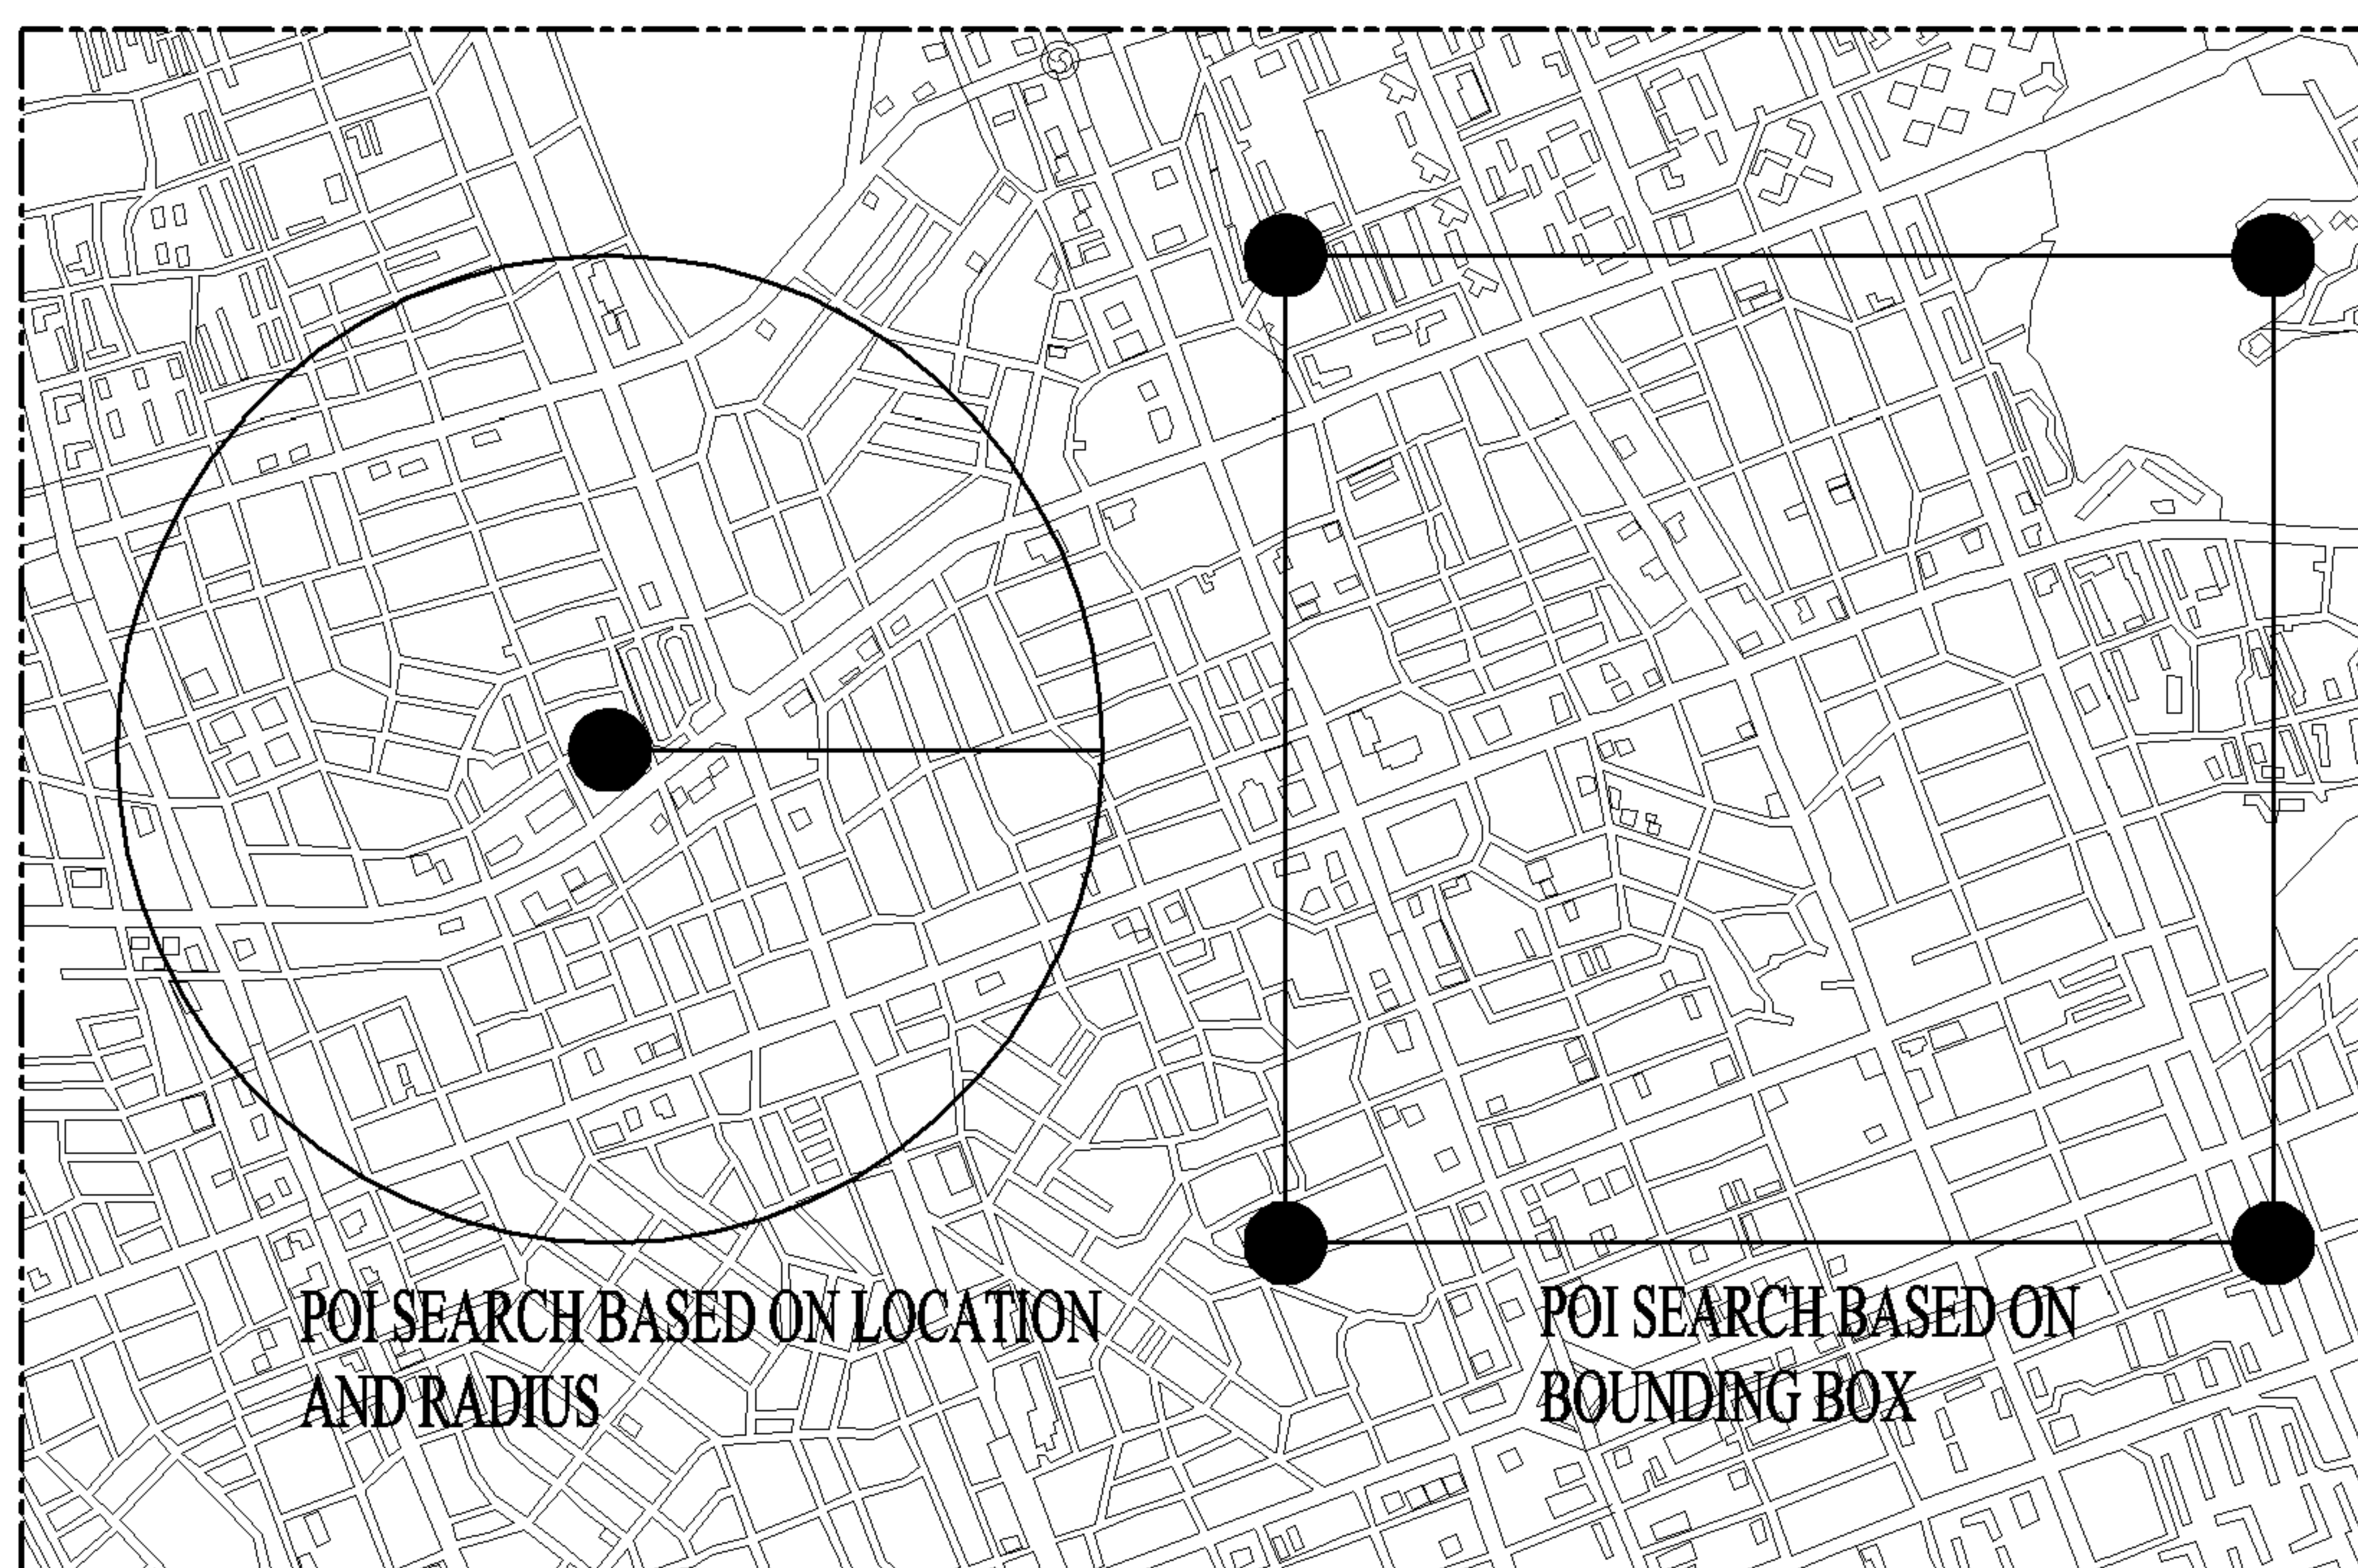 POI SEARCH BASED ON LOCATION
AND RADIUS
POI SEARCH BASED ON
BOUNDING BOX